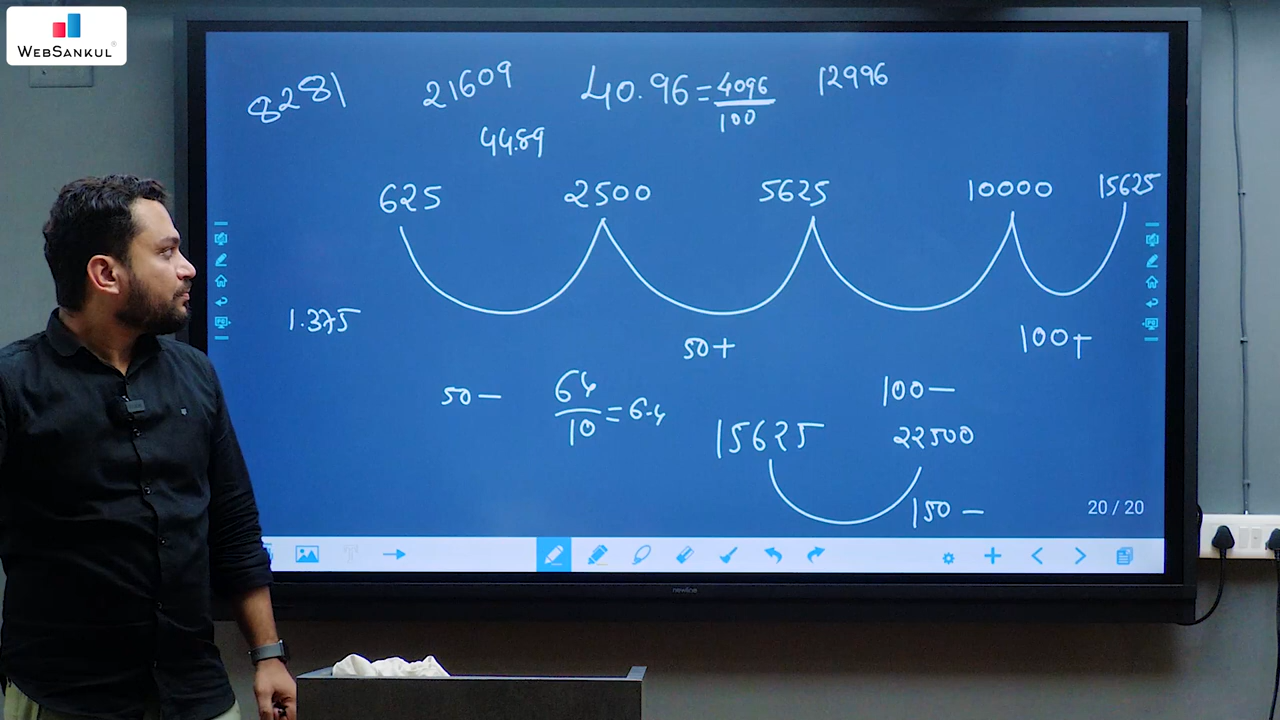 WEBSANKUL®
8281 21609 40.96 = 4096/100 12996
4489
625 2500 5625 10000 15625
1.375 50+ 100+
50– 64/10 = 6.4 100–
15625 22500
150–
20 / 20
newline